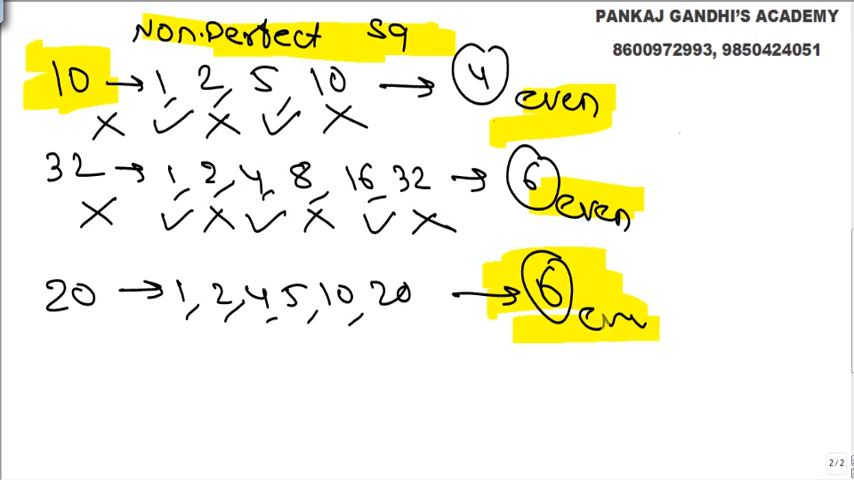 PANKAJ GANDHI'S ACADEMY
8600972993, 9850424051
Non-Perfect sq
10 → 1, 2, 5, 10 → 4 even
× ✓ × ✓ ×
32 → 1, 2, 4, 8, 16, 32 → 6 even
× ✓ × ✓ × ✓ ×
20 → 1, 2, 4, 5, 10, 20 → 6
2/2